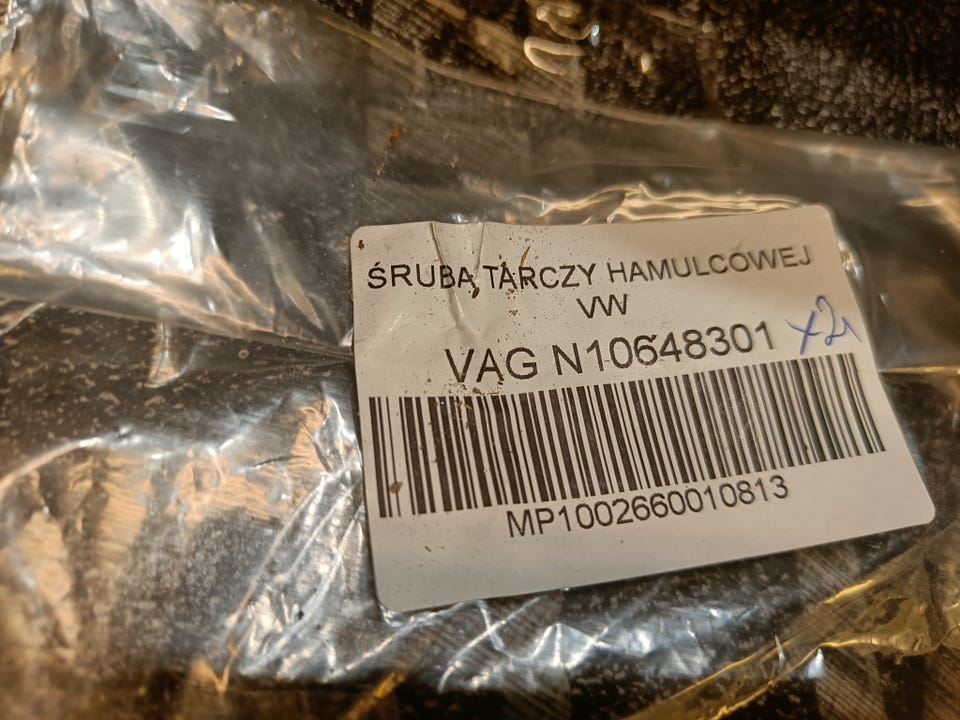 ŚRUBA TARCZY HAMULCOWEJ
VW
VAG N10648301 x2
MP1002660010813